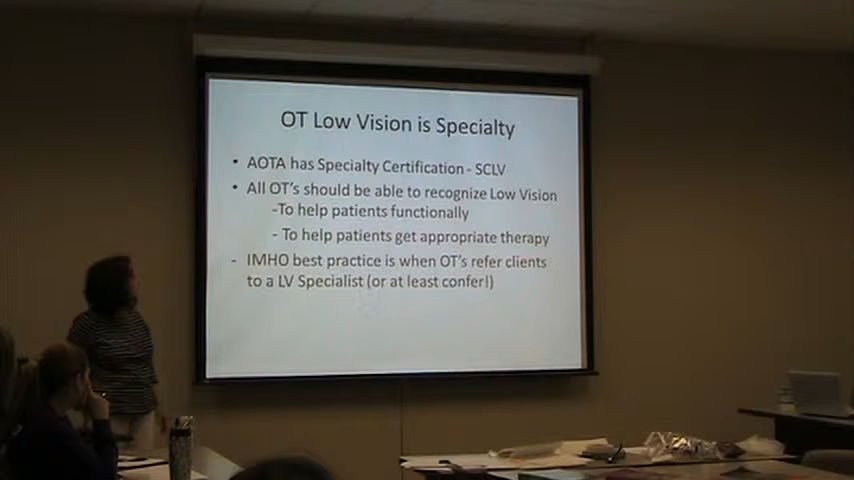 OT Low Vision is Specialty
• AOTA has Specialty Certification - SCLV
• All OT's should be able to recognize Low Vision
-To help patients functionally
- To help patients get appropriate therapy
- IMHO best practice is when OT's refer clients
to a LV Specialist (or at least confer!)